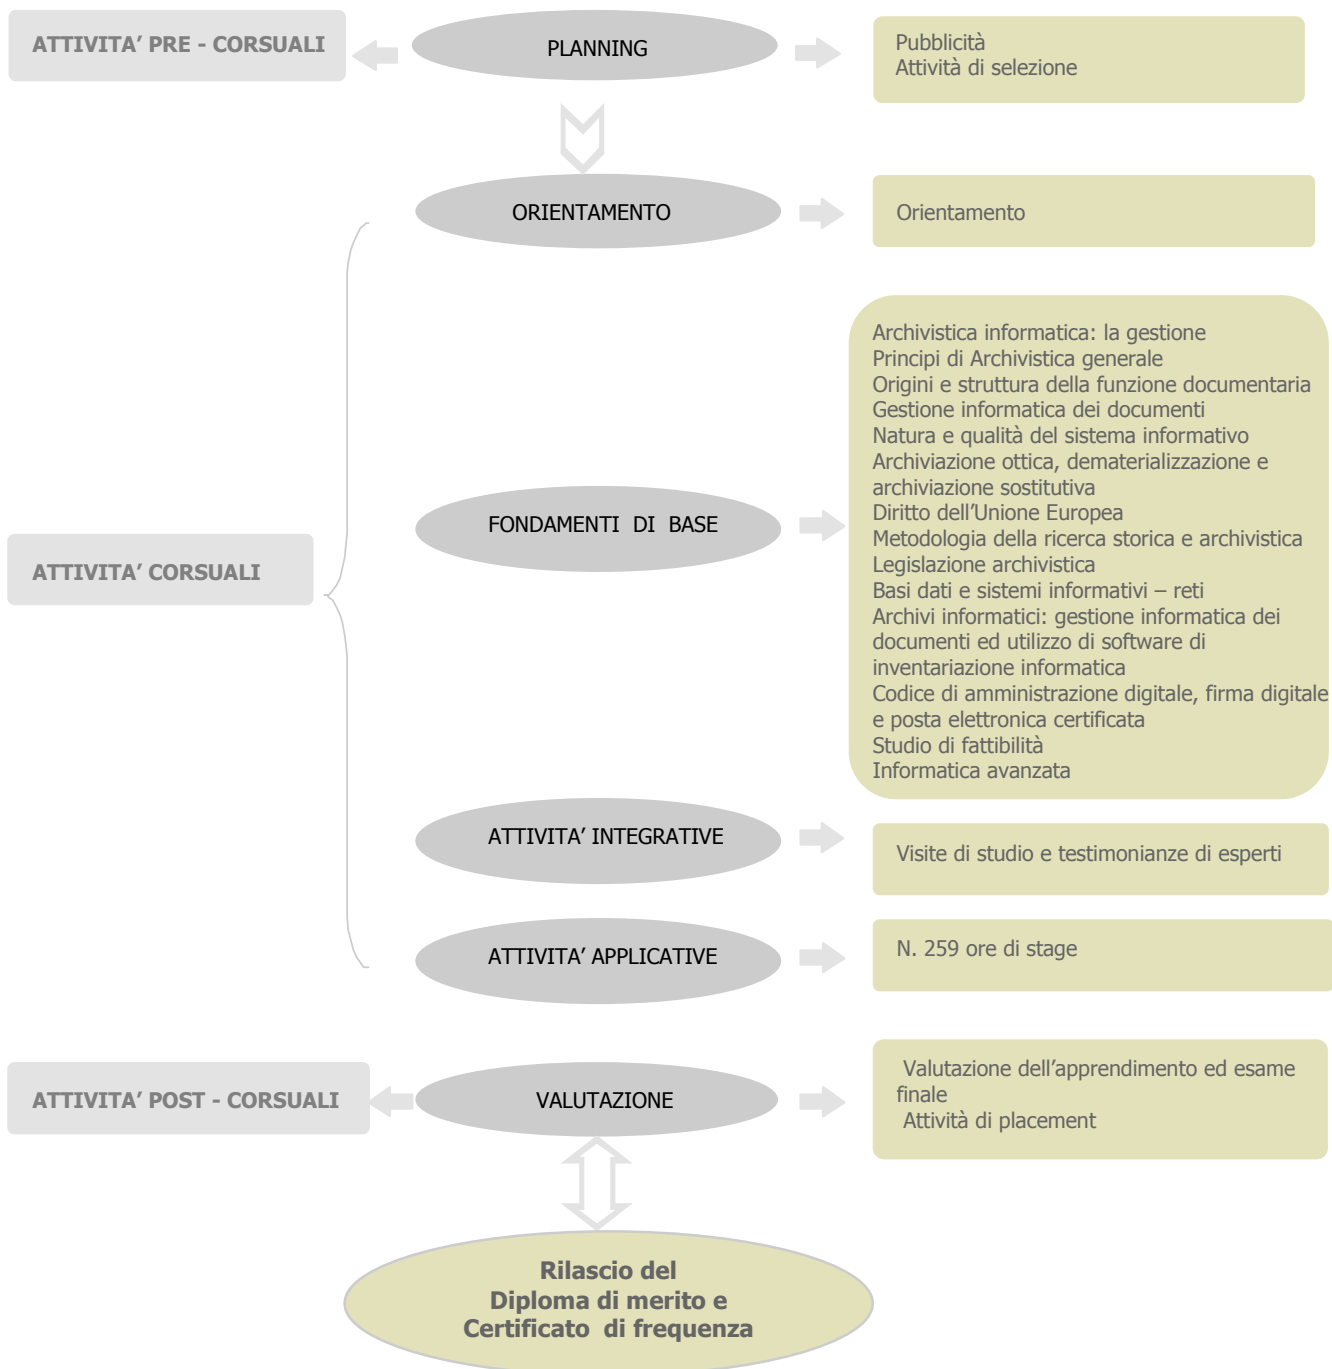 ATTIVITA’ PRE - CORSUALI
PLANNING
Pubblicità
Attività di selezione
ORIENTAMENTO
Orientamento
ATTIVITA’ CORSUALI
FONDAMENTI DI BASE
Archivistica informatica: la gestione
Principi di Archivistica generale
Origini e struttura della funzione documentaria
Gestione informatica dei documenti
Natura e qualità del sistema informativo
Archiviazione ottica, dematerializzazione e
archiviazione sostitutiva
Diritto dell’Unione Europea
Metodologia della ricerca storica e archivistica
Legislazione archivistica
Basi dati e sistemi informativi – reti
Archivi informatici: gestione informatica dei
documenti ed utilizzo di software di
inventariazione informatica
Codice di amministrazione digitale, firma digitale
e posta elettronica certificata
Studio di fattibilità
Informatica avanzata
ATTIVITA’ INTEGRATIVE
Visite di studio e testimonianze di esperti
ATTIVITA’ APPLICATIVE
N. 259 ore di stage
ATTIVITA’ POST - CORSUALI
VALUTAZIONE
Valutazione dell’apprendimento ed esame
finale
Attività di placement
Rilascio del
Diploma di merito e
Certificato di frequenza